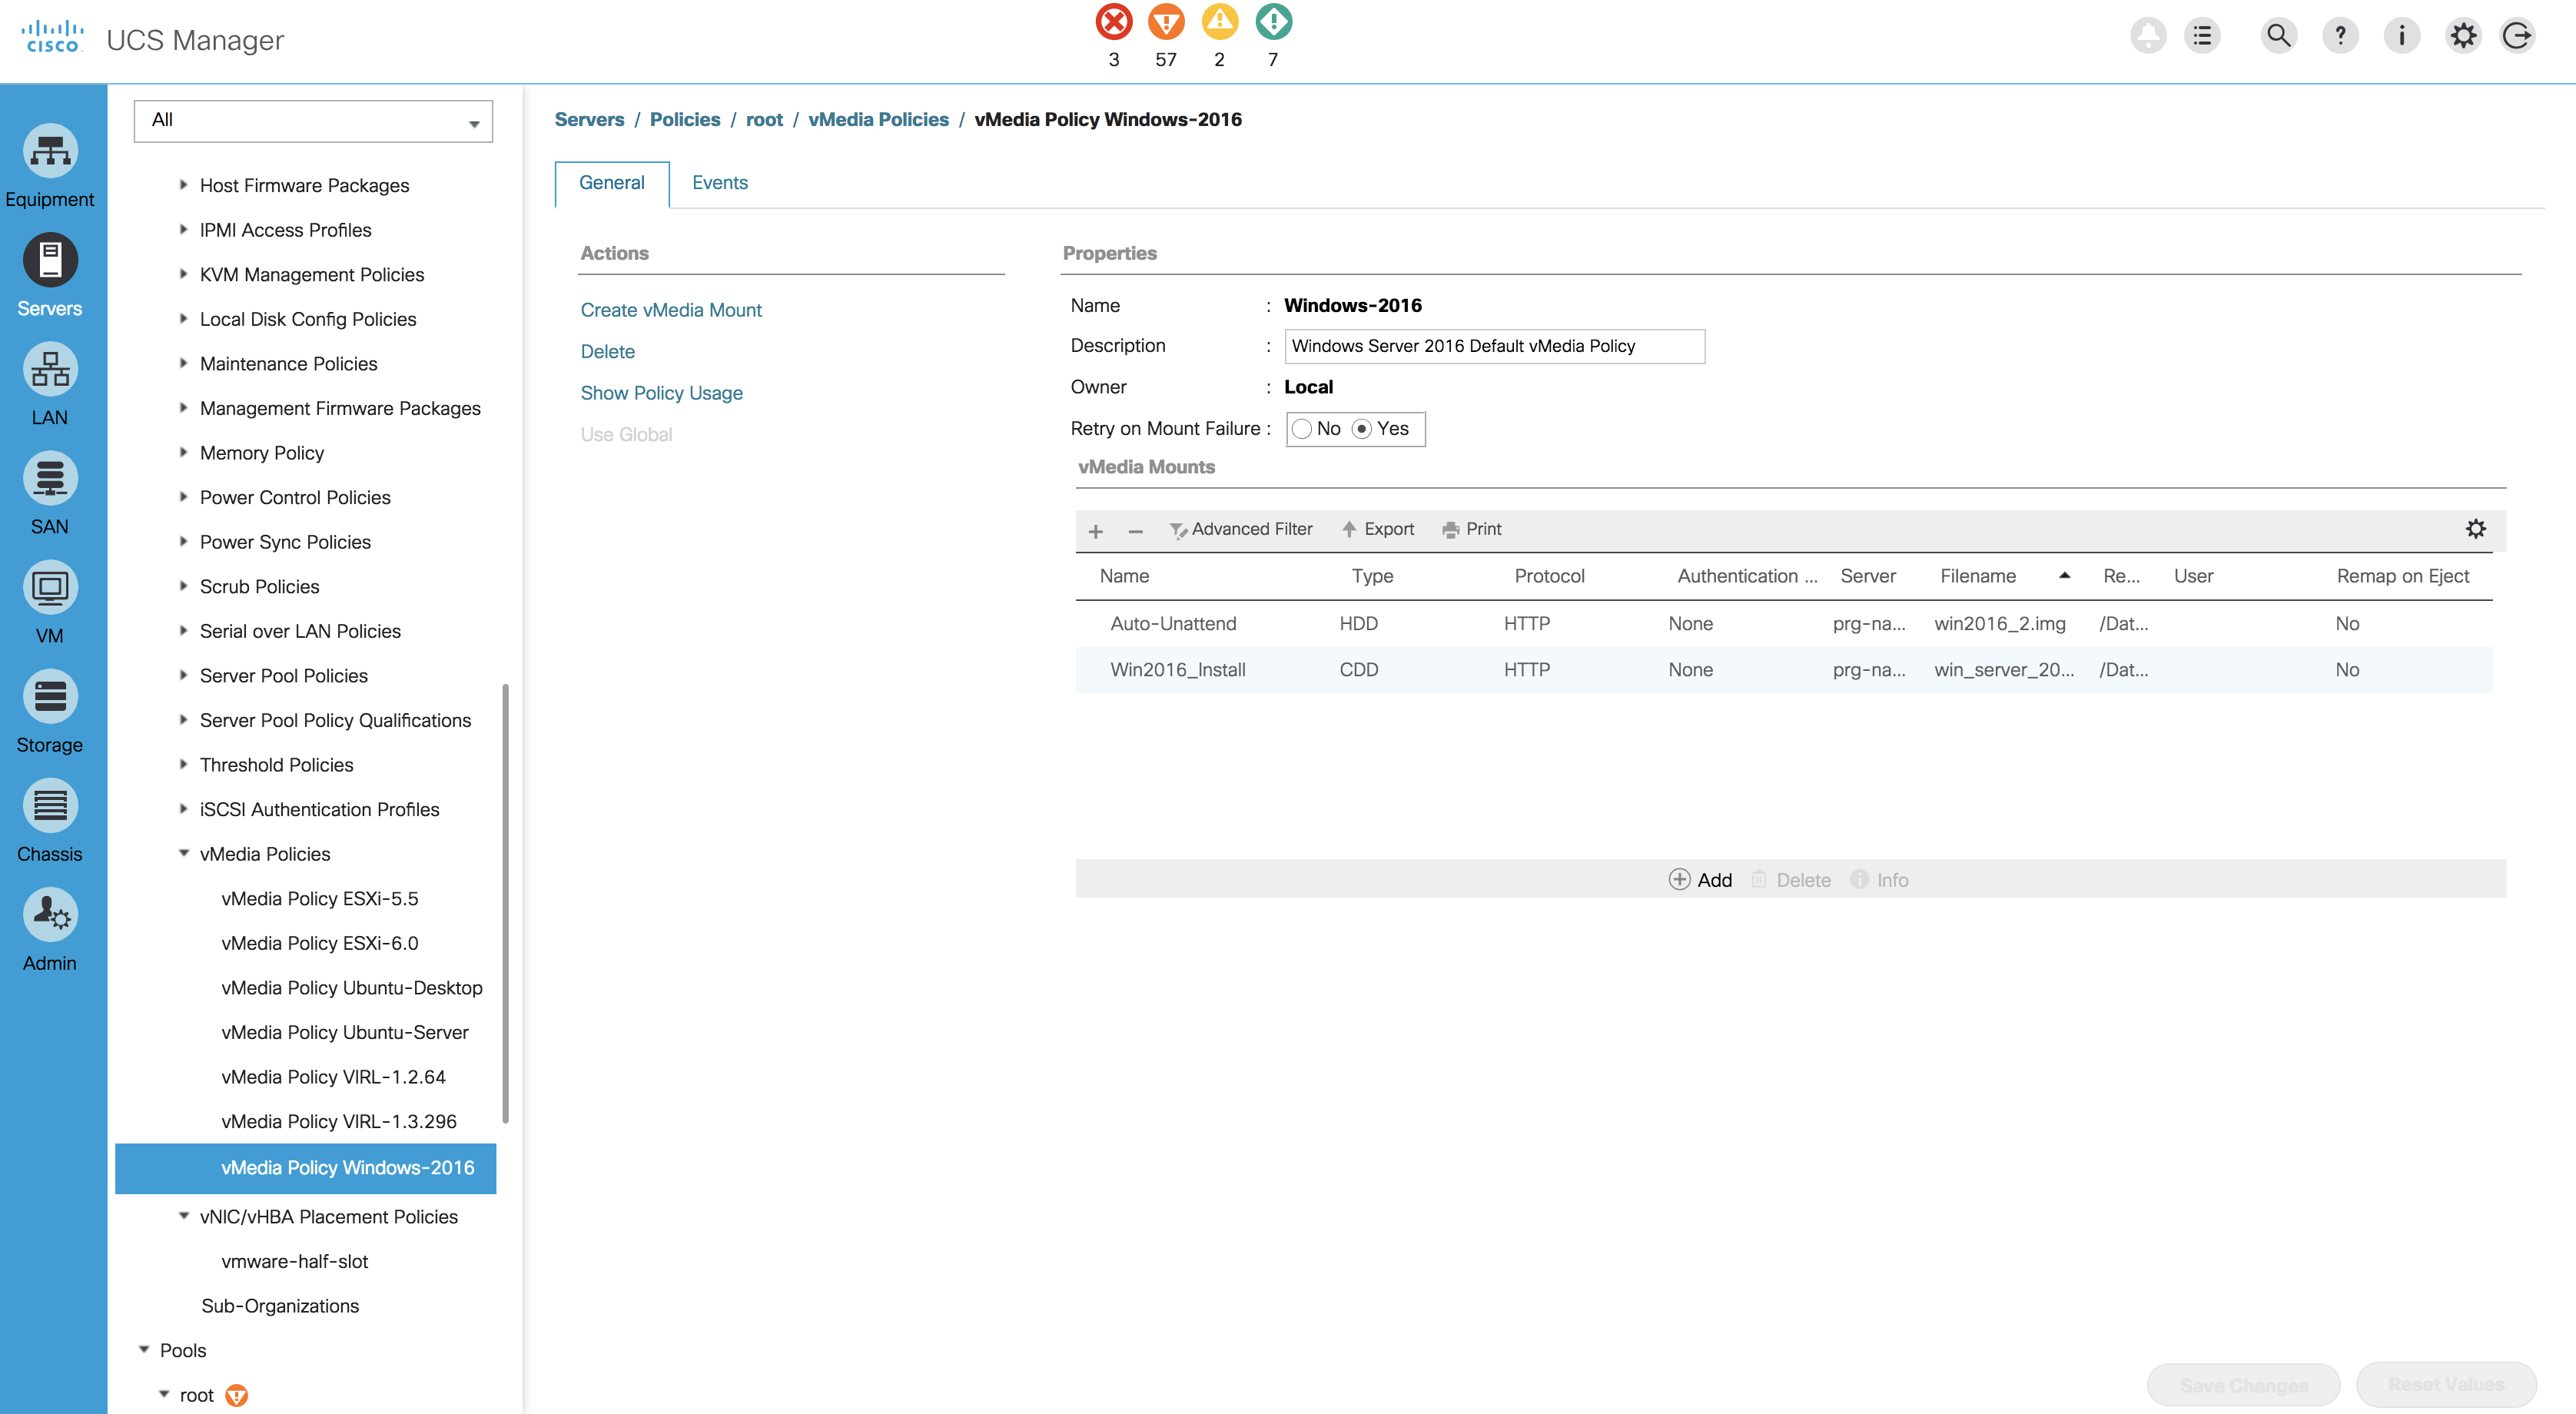 CISCO UCS Manager
3 57 2 7
Equipment
Servers
LAN
SAN
VM
Storage
Chassis
Admin
All
Host Firmware Packages
IPMI Access Profiles
KVM Management Policies
Local Disk Config Policies
Maintenance Policies
Management Firmware Packages
Memory Policy
Power Control Policies
Power Sync Policies
Scrub Policies
Serial over LAN Policies
Server Pool Policies
Server Pool Policy Qualifications
Threshold Policies
iSCSI Authentication Profiles
vMedia Policies
vMedia Policy ESXi-5.5
vMedia Policy ESXi-6.0
vMedia Policy Ubuntu-Desktop
vMedia Policy Ubuntu-Server
vMedia Policy VIRL-1.2.64
vMedia Policy VIRL-1.3.296
vMedia Policy Windows-2016
vNIC/vHBA Placement Policies
vmware-half-slot
Sub-Organizations
Pools
root
Servers / Policies / root / vMedia Policies / vMedia Policy Windows-2016
General Events
Actions
Create vMedia Mount
Delete
Show Policy Usage
Use Global
Properties
Name : Windows-2016
Description : Windows Server 2016 Default vMedia Policy
Owner : Local
Retry on Mount Failure : No Yes
vMedia Mounts
+ − Advanced Filter Export Print
Name Type Protocol Authentication ... Server Filename Re... User Remap on Eject
Auto-Unattend HDD HTTP None prg-na... win2016_2.img /Dat... No
Win2016_Install CDD HTTP None prg-na... win_server_20... /Dat... No
Add Delete Info
Save Changes Reset Values